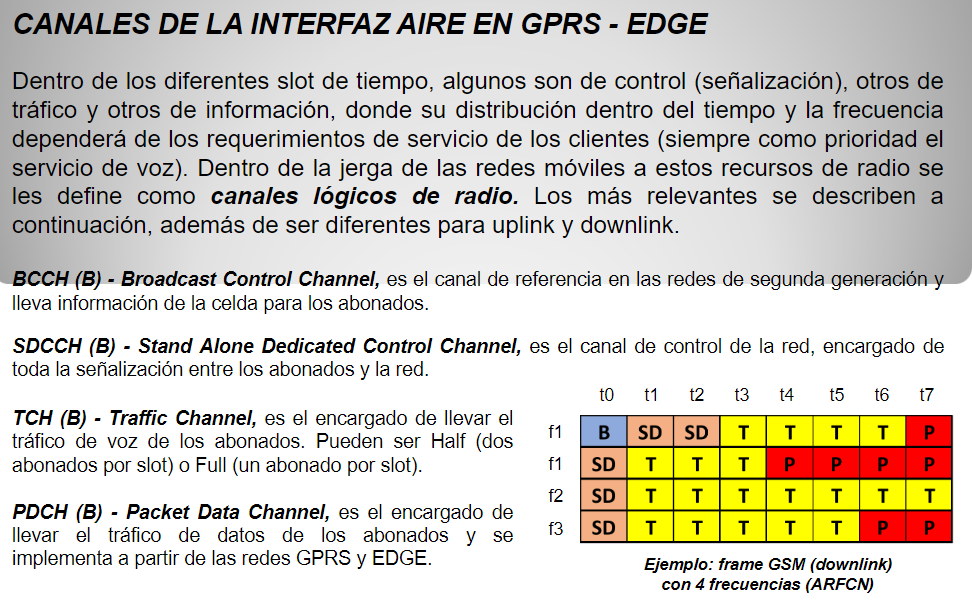 CANALES DE LA INTERFAZ AIRE EN GPRS - EDGE
Dentro de los diferentes slot de tiempo, algunos son de control (señalización), otros de
tráfico y otros de información, donde su distribución dentro del tiempo y la frecuencia
dependerá de los requerimientos de servicio de los clientes (siempre como prioridad el
servicio de voz). Dentro de la jerga de las redes móviles a estos recursos de radio se
les define como canales lógicos de radio. Los más relevantes se describen a
continuación, además de ser diferentes para uplink y downlink.
BCCH (B) - Broadcast Control Channel, es el canal de referencia en las redes de segunda generación y
lleva información de la celda para los abonados.
SDCCH (B) - Stand Alone Dedicated Control Channel, es el canal de control de la red, encargado de
toda la señalización entre los abonados y la red.
TCH (B) - Traffic Channel, es el encargado de llevar el
tráfico de voz de los abonados. Pueden ser Half (dos
abonados por slot) o Full (un abonado por slot).
PDCH (B) - Packet Data Channel, es el encargado de
llevar el tráfico de datos de los abonados y se
implementa a partir de las redes GPRS y EDGE.
t0 t1 t2 t3 t4 t5 t6 t7
f1 B SD SD T T T T P
f1 SD T T T P P P P
f2 SD T T T T T T T
f3 SD T T T T T P P
Ejemplo: frame GSM (downlink)
con 4 frecuencias (ARFCN)